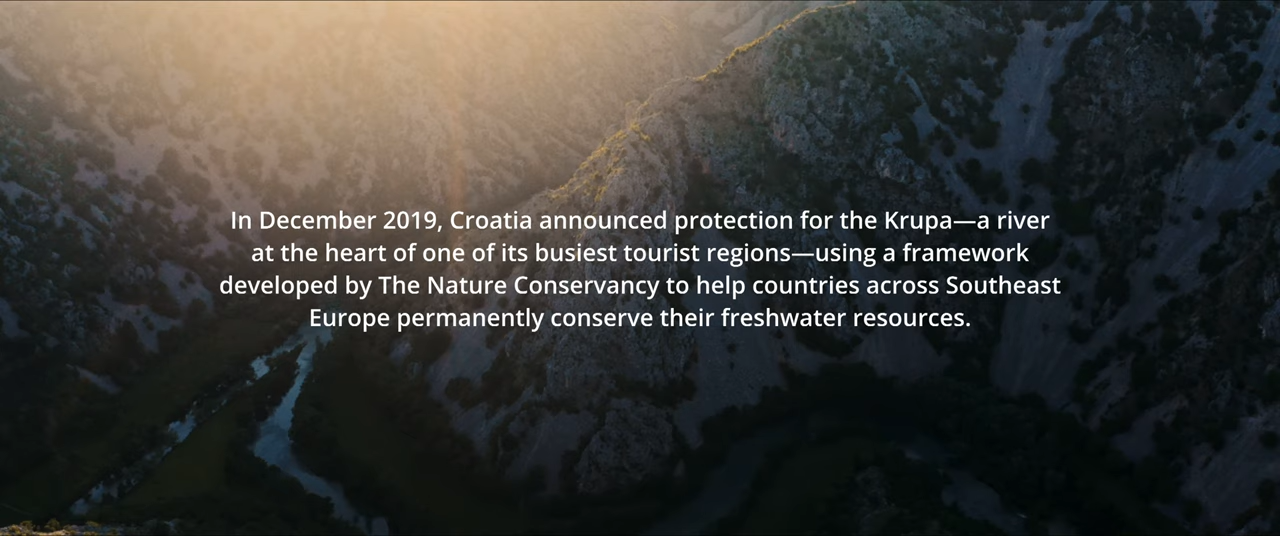 In December 2019, Croatia announced protection for the Krupa—a river
at the heart of one of its busiest tourist regions—using a framework
developed by The Nature Conservancy to help countries across Southeast
Europe permanently conserve their freshwater resources.